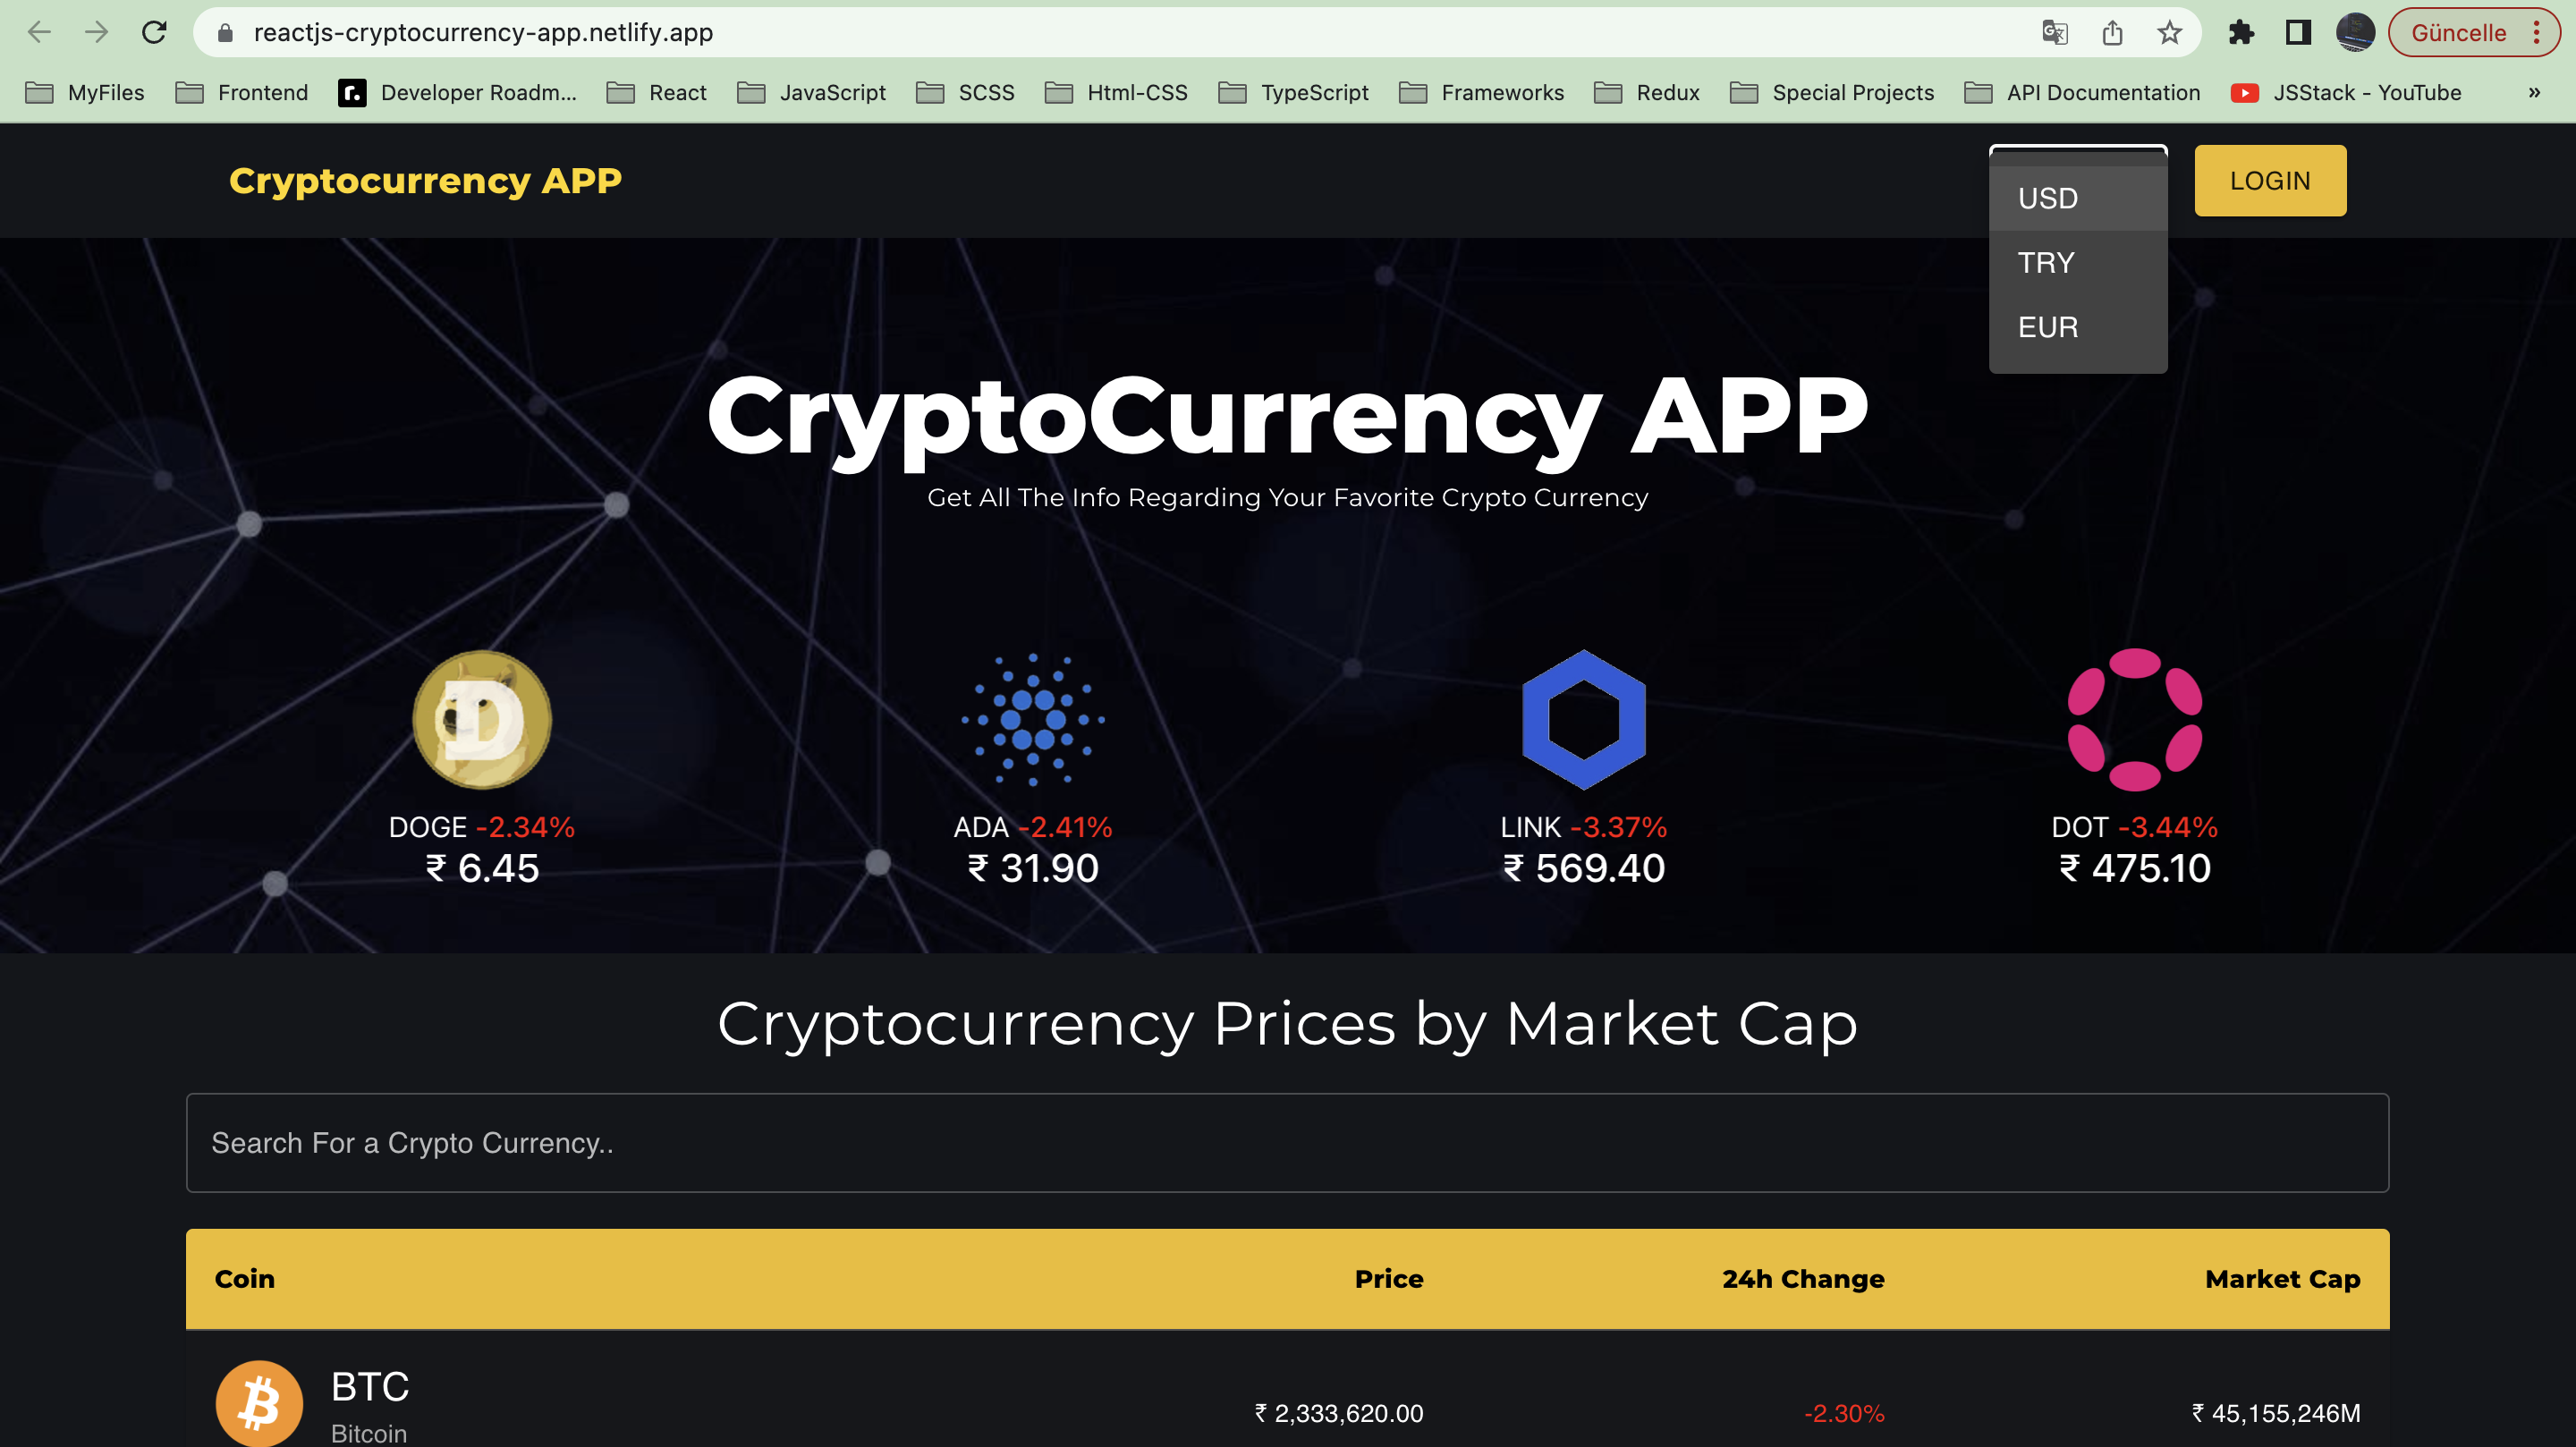 reactjs-cryptocurrency-app.netlify.app
Güncelle
MyFiles Frontend Developer Roadm... React JavaScript SCSS Html-CSS TypeScript Frameworks Redux Special Projects API Documentation JSStack - YouTube »
Cryptocurrency APP
LOGIN
USD
TRY
EUR
CryptoCurrency APP
Get All The Info Regarding Your Favorite Crypto Currency
DOGE -2.34% ADA -2.41% LINK -3.37% DOT -3.44%
₹ 6.45 ₹ 31.90 ₹ 569.40 ₹ 475.10
Cryptocurrency Prices by Market Cap
Search For a Crypto Currency..
Coin Price 24h Change Market Cap
BTC
₹ 2,333,620.00 -2.30% ₹ 45,155,246M
Bitcoin